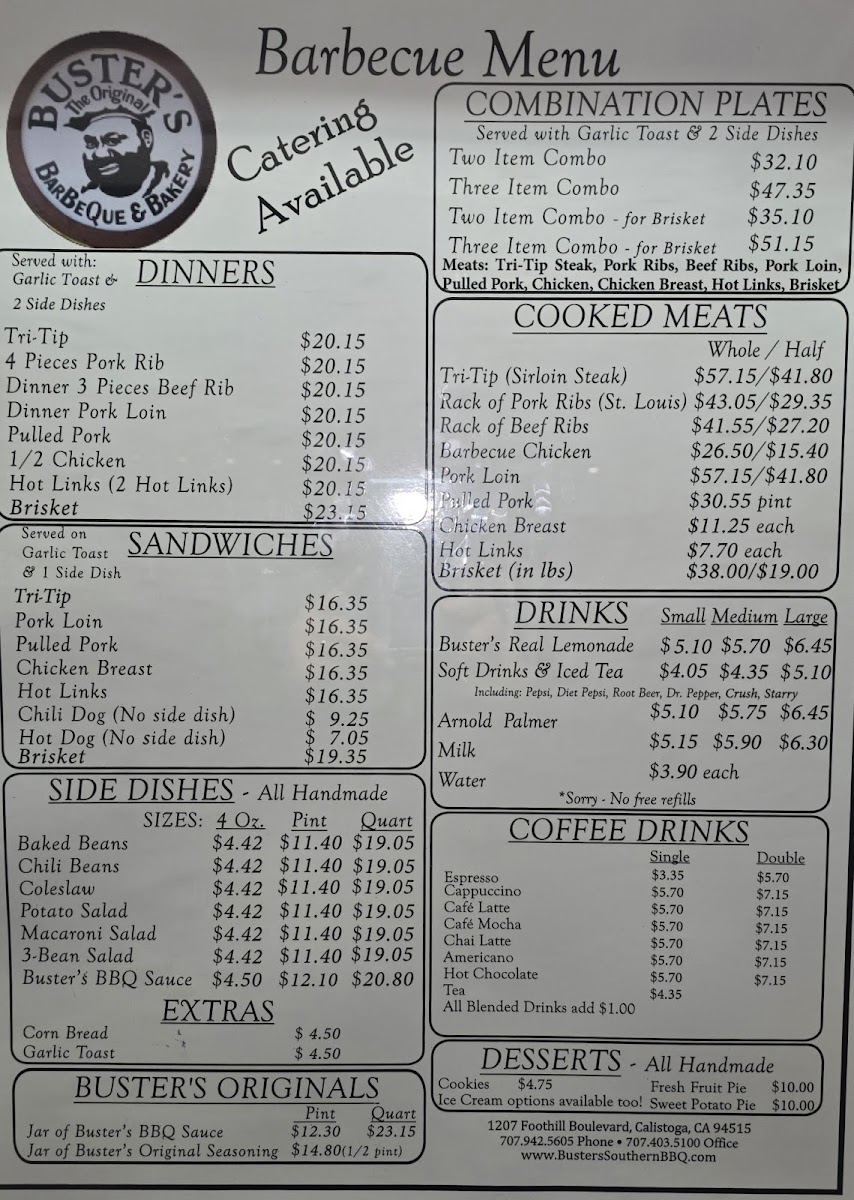 Barbecue Menu
BUSTER'S
The Original
BARBEQUE & BAKERY
Catering
Available
COMBINATION PLATES
Served with Garlic Toast & 2 Side Dishes
Two Item Combo $32.10
Three Item Combo $47.35
Two Item Combo - for Brisket $35.10
Three Item Combo - for Brisket $51.15
Meats: Tri-Tip Steak, Pork Ribs, Beef Ribs, Pork Loin,
Pulled Pork, Chicken, Chicken Breast, Hot Links, Brisket
Served with:
Garlic Toast &
2 Side Dishes
DINNERS
Tri-Tip $20.15
4 Pieces Pork Rib $20.15
Dinner 3 Pieces Beef Rib $20.15
Dinner Pork Loin $20.15
Pulled Pork $20.15
1/2 Chicken $20.15
Hot Links (2 Hot Links) $20.15
Brisket $23.15
COOKED MEATS
Whole / Half
Tri-Tip (Sirloin Steak) $57.15/$41.80
Rack of Pork Ribs (St. Louis) $43.05/$29.35
Rack of Beef Ribs $41.55/$27.20
Barbecue Chicken $26.50/$15.40
Pork Loin $57.15/$41.80
Pulled Pork $30.55 pint
Chicken Breast $11.25 each
Hot Links $7.70 each
Brisket (in lbs) $38.00/$19.00
Served on
Garlic Toast
& 1 Side Dish
SANDWICHES
Tri-Tip $16.35
Pork Loin $16.35
Pulled Pork $16.35
Chicken Breast $16.35
Hot Links $16.35
Chili Dog (No side dish) $ 9.25
Hot Dog (No side dish) $ 7.05
Brisket $19.35
DRINKS Small Medium Large
Buster's Real Lemonade $5.10 $5.70 $6.45
Soft Drinks & Iced Tea $4.05 $4.35 $5.10
Including: Pepsi, Diet Pepsi, Root Beer, Dr. Pepper, Crush, Starry
Arnold Palmer $5.10 $5.75 $6.45
Milk $5.15 $5.90 $6.30
Water $3.90 each
*Sorry - No free refills
SIDE DISHES - All Handmade
SIZES: 4 Oz. Pint Quart
Baked Beans $4.42 $11.40 $19.05
Chili Beans $4.42 $11.40 $19.05
Coleslaw $4.42 $11.40 $19.05
Potato Salad $4.42 $11.40 $19.05
Macaroni Salad $4.42 $11.40 $19.05
3-Bean Salad $4.42 $11.40 $19.05
Buster's BBQ Sauce $4.50 $12.10 $20.80
EXTRAS
Corn Bread $ 4.50
Garlic Toast $ 4.50
COFFEE DRINKS
Single Double
Espresso $3.35 $5.70
Cappuccino $5.70 $7.15
Café Latte $5.70 $7.15
Café Mocha $5.70 $7.15
Chai Latte $5.70 $7.15
Americano $5.70 $7.15
Hot Chocolate $5.70 $7.15
Tea $4.35
All Blended Drinks add $1.00
DESSERTS - All Handmade
Cookies $4.75 Fresh Fruit Pie $10.00
Ice Cream options available too! Sweet Potato Pie $10.00
BUSTER'S ORIGINALS
Pint Quart
Jar of Buster's BBQ Sauce $12.30 $23.15
Jar of Buster's Original Seasoning $14.80(1/2 pint)
1207 Foothill Boulevard, Calistoga, CA 94515
707.942.5605 Phone • 707.403.5100 Office
www.BustersSouthernBBQ.com